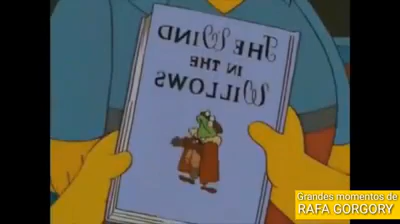 THE WIND
IN THE
WILLOWS
Grandes momentos de
RAFA GORGORY